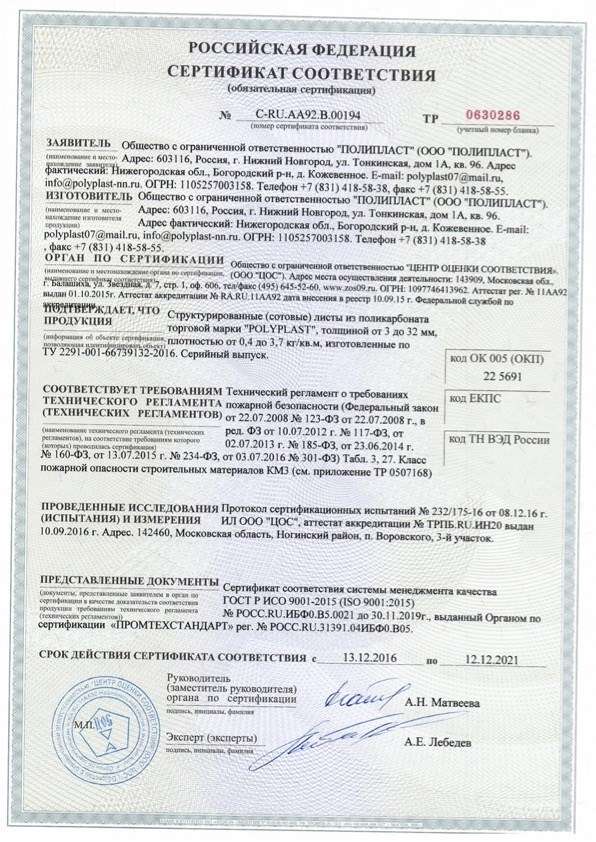 РОССИЙСКАЯ ФЕДЕРАЦИЯ
СЕРТИФИКАТ СООТВЕТСТВИЯ
(обязательная сертификация)
№ C-RU.АА92.В.00194 ТР 0630286
(номер сертификата соответствия) (учетный номер бланка)
ЗАЯВИТЕЛЬ Общество с ограниченной ответственностью "ПОЛИПЛАСТ" (ООО "ПОЛИПЛАСТ").
(наименование и место-нахождение заявителя) Адрес: 603116, Россия, г. Нижний Новгород, ул. Тонкинская, дом 1А, кв. 96. Адрес
фактический: Нижегородская обл., Богородский р-н, д. Кожевенное. E-mail: polyplast07@mail.ru,
info@polyplast-nn.ru. ОГРН: 1105257003158. Телефон +7 (831) 418-58-38, факс +7 (831) 418-58-55.
ИЗГОТОВИТЕЛЬ Общество с ограниченной ответственностью "ПОЛИПЛАСТ" (ООО "ПОЛИПЛАСТ")
(наименование и место-нахождение изготовителя продукции) Адрес: 603116, Россия, г. Нижний Новгород, ул. Тонкинская, дом 1А, кв. 96.
Адрес фактический: Нижегородская обл., Богородский р-н, д. Кожевенное. E-mail:
polyplast07@mail.ru, info@polyplast-nn.ru. ОГРН: 1105257003158. Телефон +7 (831) 418-58-38
, факс +7 (831) 418-58-55.
ОРГАН ПО СЕРТИФИКАЦИИ Общество с ограниченной ответственностью "ЦЕНТР ОЦЕНКИ СООТВЕТСТВИЯ".
(наименование и местонахождение органа по сертификации, выдавшего сертификат соответствия) (ООО "ЦОС"). Адрес места осуществления деятельности: 143909, Московская обл.,
г. Балашиха, ул. Звездная, д. 7, стр. 1, оф. 606, тел/факс (495) 645-52-60, www.zos09.ru. ОГРН: 1097746413962. Аттестат рег. № 11АА92
выдан 01.10.2015г. Аттестат аккредитации № RA.RU.11АА92 дата внесения в реестр 10.09.15 г. Федеральной службой по
аккредитации.
ПОДТВЕРЖДАЕТ, ЧТО
ПРОДУКЦИЯ
(информация об объекте сертификации, позволяющая идентифицировать объект)
Структурированные (сотовые) листы из поликарбоната
торговой марки "POLYPLAST", толщиной от 3 до 32 мм,
плотностью от 0,4 до 3,7 кг/кв.м, изготовленные по
ТУ 2291-001-66739132-2016. Серийный выпуск.
код ОК 005 (ОКП)
22 5691
код ЕКПС
код ТН ВЭД России
СООТВЕТСТВУЕТ ТРЕБОВАНИЯМ
ТЕХНИЧЕСКОГО РЕГЛАМЕНТА
(ТЕХНИЧЕСКИХ РЕГЛАМЕНТОВ)
(наименование технического регламента (технических регламентов), на соответствие требованиям которого (которых) проводилась сертификация)
Технический регламент о требованиях
пожарной безопасности (Федеральный закон
от 22.07.2008 № 123-ФЗ от 22.07.2008 г., в
ред. ФЗ от 10.07.2012 г. № 117-ФЗ, от
02.07.2013 г. № 185-ФЗ, от 23.06.2014 г.
№ 160-ФЗ, от 13.07.2015 г. № 234-ФЗ, от 03.07.2016 № 301-ФЗ) Табл. 3, 27. Класс
пожарной опасности строительных материалов КМ3 (см. приложение ТР 0507168)
ПРОВЕДЕННЫЕ ИССЛЕДОВАНИЯ Протокол сертификационных испытаний № 232/175-16 от 08.12.16 г.
(ИСПЫТАНИЯ) И ИЗМЕРЕНИЯ ИЛ ООО "ЦОС", аттестат аккредитации № ТРПБ.RU.ИН20 выдан
10.09.2016 г. Адрес. 142460, Московская область, Ногинский район, п. Воровского, 3-й участок.
ПРЕДСТАВЛЕННЫЕ ДОКУМЕНТЫ
(документы, представленные заявителем в орган по сертификации в качестве доказательств соответствия продукции требованиям технического регламента (технических регламентов))
Сертификат соответствия системы менеджмента качества
ГОСТ Р ИСО 9001-2015 (ISO 9001:2015)
№ РОСС.RU.ИБФ0.В5.0021 до 30.11.2019г., выданный Органом по
сертификации «ПРОМТЕХСТАНДАРТ» рег. № РОСС.RU.31391.04ИБФ0.В05.
СРОК ДЕЙСТВИЯ СЕРТИФИКАТА СООТВЕТСТВИЯ с 13.12.2016 по 12.12.2021
М.П.
Руководитель
(заместитель руководителя)
органа по сертификации
подпись, инициалы, фамилия
А.Н. Матвеева
Эксперт (эксперты)
подпись, инициалы, фамилия
А.Е. Лебедев